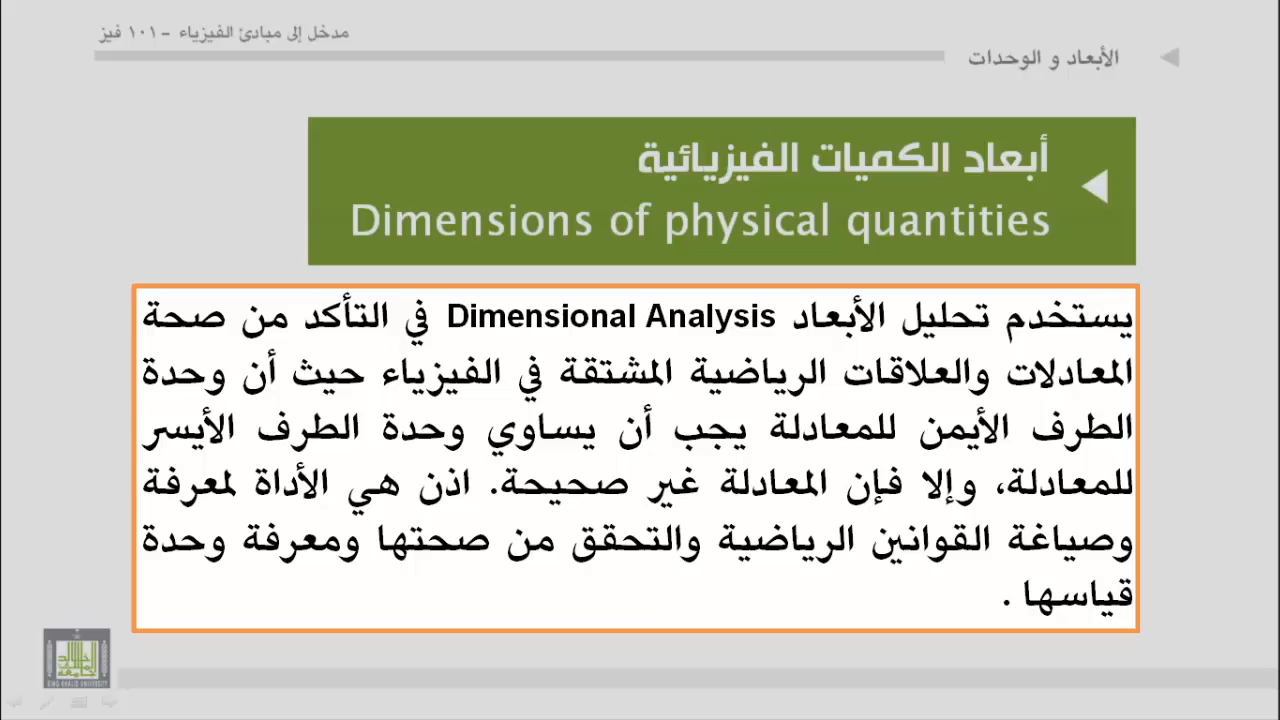 مدخل إلى مبادئ الفيزياء - ١٠١ فيز
الأبعاد و الوحدات
أبعاد الكميات الفيزيائية
Dimensions of physical quantities
يستخدم تحليل الأبعاد Dimensional Analysis في التأكد من صحة
المعادلات والعلاقات الرياضية المشتقة في الفيزياء حيث أن وحدة
الطرف الأيمن للمعادلة يجب أن يساوي وحدة الطرف الأيسر
للمعادلة، وإلا فإن المعادلة غير صحيحة. اذن هي الأداة لمعرفة
وصياغة القوانين الرياضية والتحقق من صحتها ومعرفة وحدة
قياسها .
KING KHALID UNIVERSITY